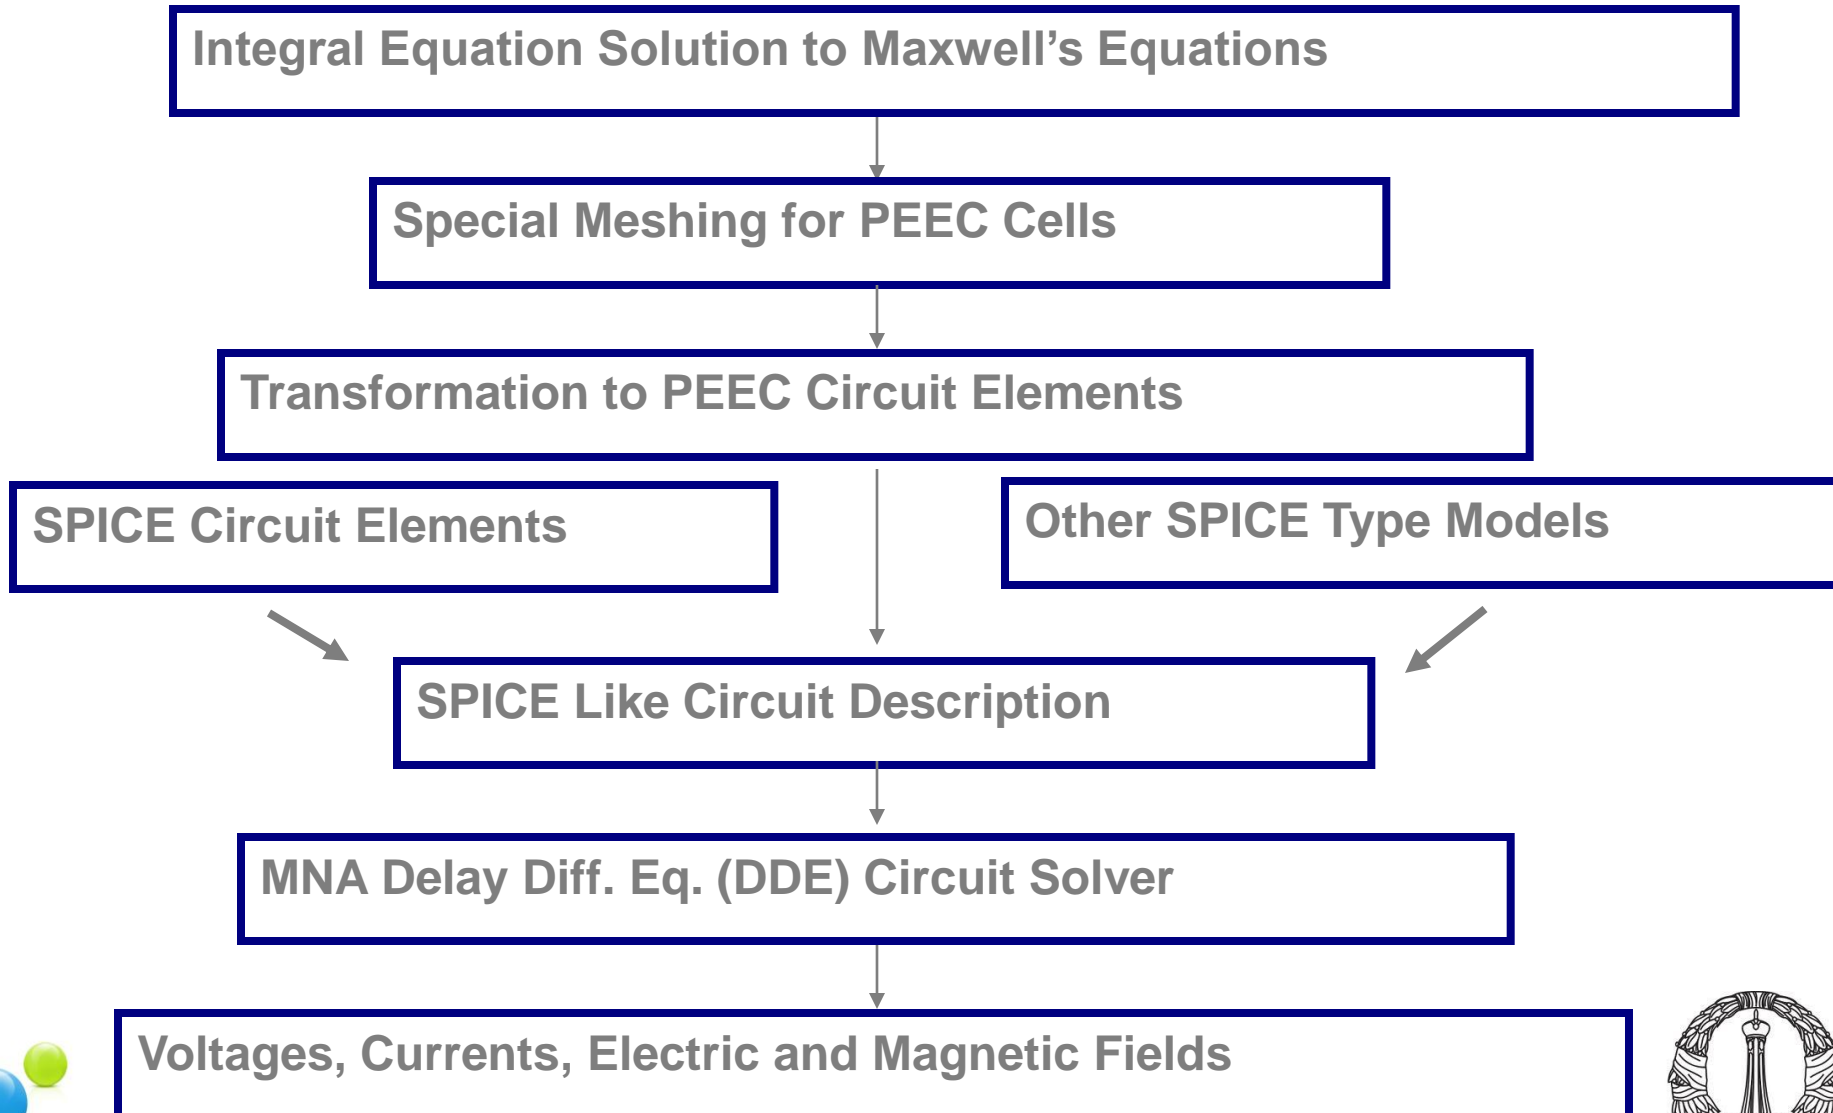 Integral Equation Solution to Maxwell’s Equations
Special Meshing for PEEC Cells
Transformation to PEEC Circuit Elements
SPICE Circuit Elements
Other SPICE Type Models
SPICE Like Circuit Description
MNA Delay Diff. Eq. (DDE) Circuit Solver
Voltages, Currents, Electric and Magnetic Fields